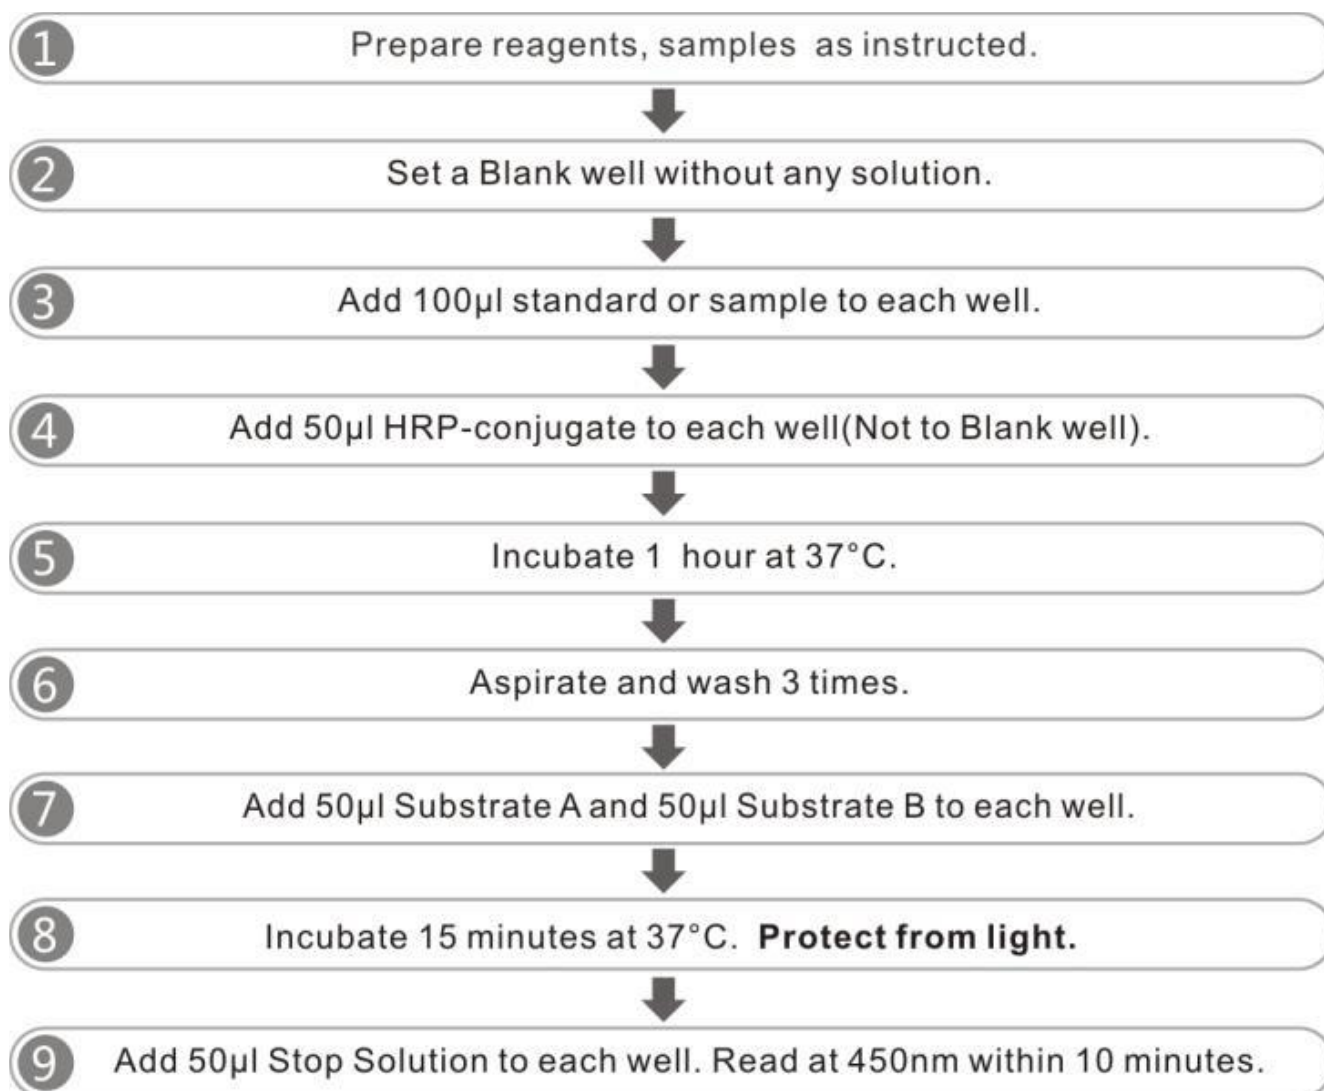 1 Prepare reagents, samples as instructed.
2 Set a Blank well without any solution.
3 Add 100µl standard or sample to each well.
4 Add 50µl HRP-conjugate to each well(Not to Blank well).
5 Incubate 1 hour at 37°C.
6 Aspirate and wash 3 times.
7 Add 50µl Substrate A and 50µl Substrate B to each well.
8 Incubate 15 minutes at 37°C. Protect from light.
9 Add 50µl Stop Solution to each well. Read at 450nm within 10 minutes.